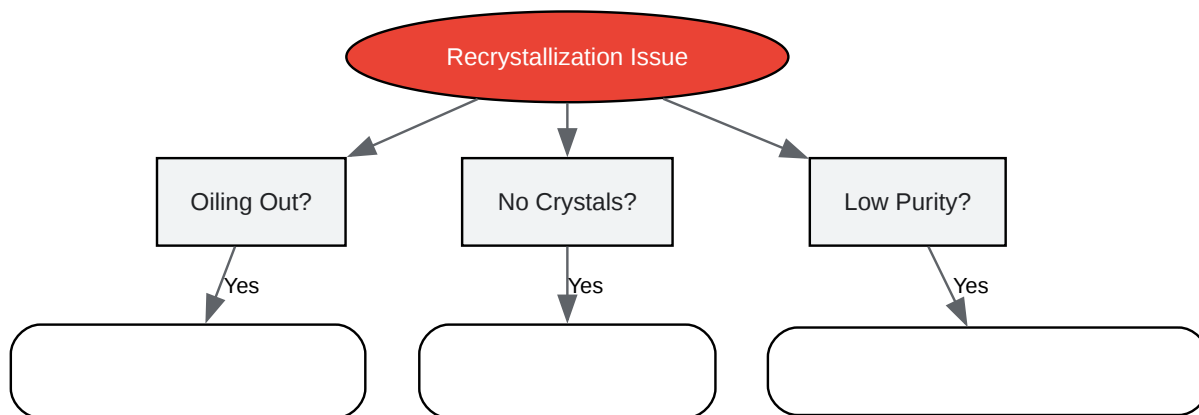 Recrystallization Issue
Oiling Out?
No Crystals?
Low Purity?
Yes
Yes
Yes